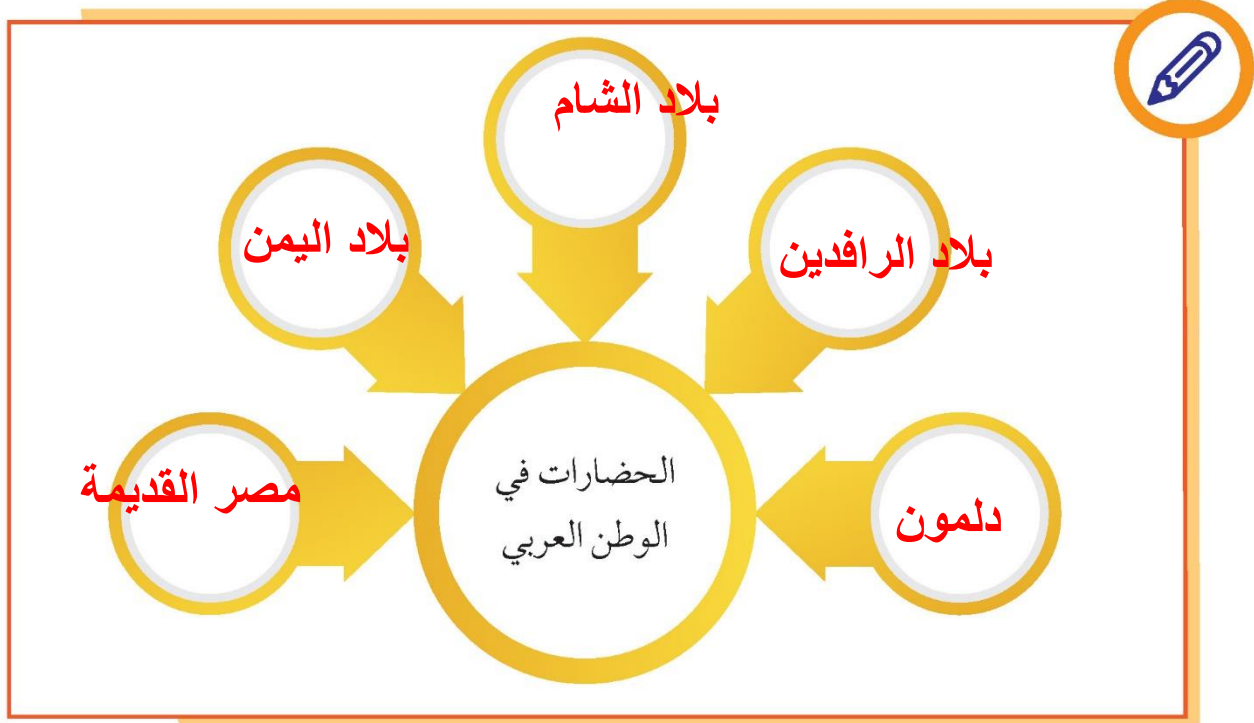 بلاد الشام
بلاد الرافدين
بلاد اليمن
دلمون
مصر القديمة
الحضارات في
الوطن العربي